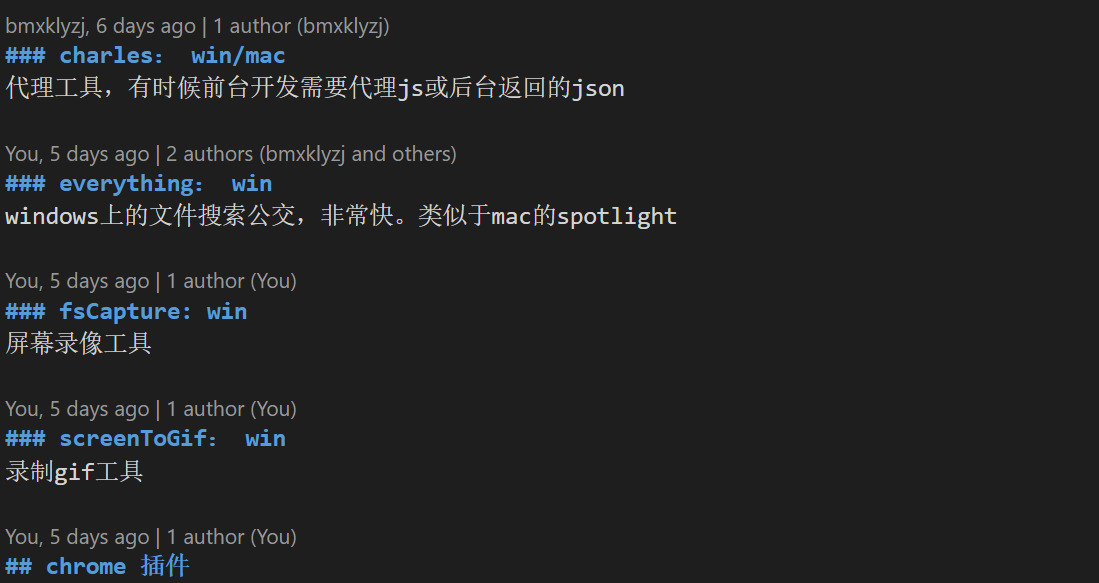 bmxklyzj, 6 days ago | 1 author (bmxklyzj)
### charles： win/mac
代理工具，有时候前台开发需要代理js或后台返回的json
You, 5 days ago | 2 authors (bmxklyzj and others)
### everything： win
windows上的文件搜索公交，非常快。类似于mac的spotlight
You, 5 days ago | 1 author (You)
### fsCapture: win
屏幕录像工具
You, 5 days ago | 1 author (You)
### screenToGif： win
录制gif工具
You, 5 days ago | 1 author (You)
## chrome 插件